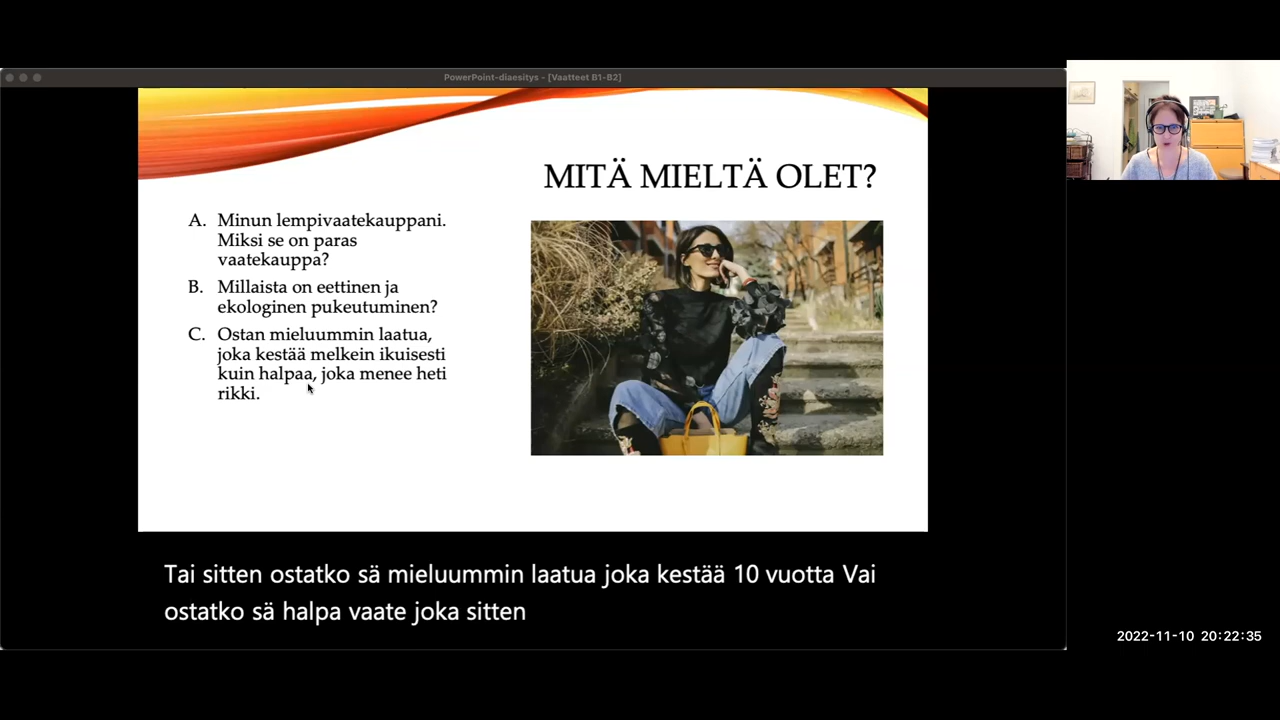 PowerPoint-diaesitys - [Vaatteet B1-B2]
MITÄ MIELTÄ OLET?
A. Minun lempivaatekauppani.
Miksi se on paras
vaatekauppa?
B. Millaista on eettinen ja
ekologinen pukeutuminen?
C. Ostan mieluummin laatua,
joka kestää melkein ikuisesti
kuin halpaa, joka menee heti
rikki.
Tai sitten ostatko sä mieluummin laatua joka kestää 10 vuotta Vai
ostatko sä halpa vaate joka sitten
2022-11-10 20:22:35